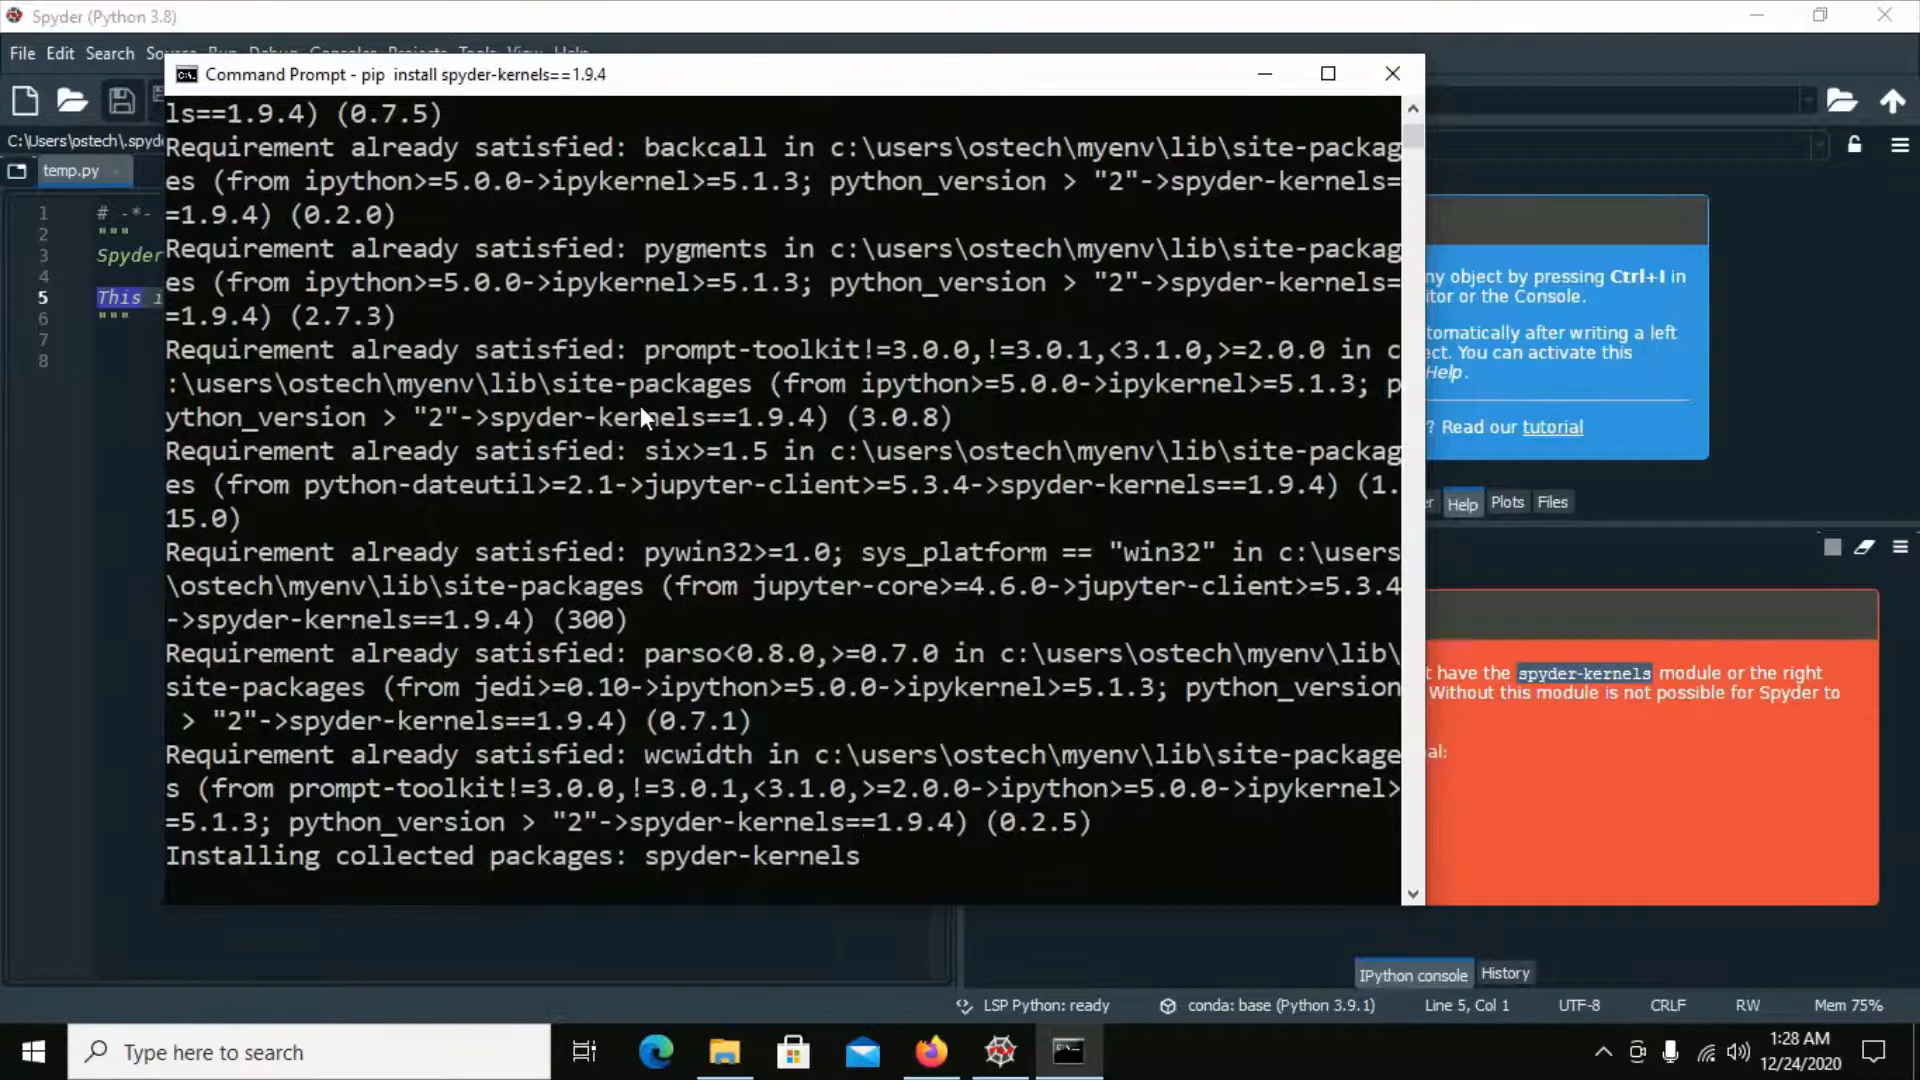 Spyder (Python 3.8)
File Edit Search
Command Prompt - pip  install spyder-kernels==1.9.4
C:\Users\ostech\.spyd
temp.py
1 # -*-
2 """
3 Spyder
4
5 This i
6 """
7
8
ls==1.9.4) (0.7.5)
Requirement already satisfied: backcall in c:\users\ostech\myenv\lib\site-packag
es (from ipython>=5.0.0->ipykernel>=5.1.3; python_version > "2"->spyder-kernels=
=1.9.4) (0.2.0)
Requirement already satisfied: pygments in c:\users\ostech\myenv\lib\site-packag
es (from ipython>=5.0.0->ipykernel>=5.1.3; python_version > "2"->spyder-kernels=
=1.9.4) (2.7.3)
Requirement already satisfied: prompt-toolkit!=3.0.0,!=3.0.1,<3.1.0,>=2.0.0 in c
:\users\ostech\myenv\lib\site-packages (from ipython>=5.0.0->ipykernel>=5.1.3; p
ython_version > "2"->spyder-kernels==1.9.4) (3.0.8)
Requirement already satisfied: six>=1.5 in c:\users\ostech\myenv\lib\site-packag
es (from python-dateutil>=2.1->jupyter-client>=5.3.4->spyder-kernels==1.9.4) (1.
15.0)
Requirement already satisfied: pywin32>=1.0; sys_platform == "win32" in c:\users
\ostech\myenv\lib\site-packages (from jupyter-core>=4.6.0->jupyter-client>=5.3.4
->spyder-kernels==1.9.4) (300)
Requirement already satisfied: parso<0.8.0,>=0.7.0 in c:\users\ostech\myenv\lib\
site-packages (from jedi>=0.10->ipython>=5.0.0->ipykernel>=5.1.3; python_version
 > "2"->spyder-kernels==1.9.4) (0.7.1)
Requirement already satisfied: wcwidth in c:\users\ostech\myenv\lib\site-package
s (from prompt-toolkit!=3.0.0,!=3.0.1,<3.1.0,>=2.0.0->ipython>=5.0.0->ipykernel>
=5.1.3; python_version > "2"->spyder-kernels==1.9.4) (0.2.5)
Installing collected packages: spyder-kernels
ny object by pressing Ctrl+I in
itor or the Console.
tomatically after writing a left
ect. You can activate this
Help.
? Read our tutorial
er Help Plots Files
t have the spyder-kernels module or the right
Without this module is not possible for Spyder to
al:
IPython console History
LSP Python: ready conda: base (Python 3.9.1) Line 5, Col 1 UTF-8 CRLF RW Mem 75%
Type here to search
1:28 AM
12/24/2020